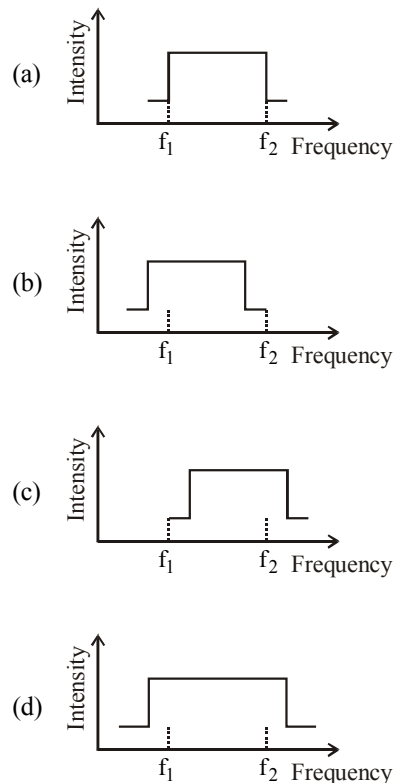 (a)
Intensity
f₁ f₂ Frequency
(b)
Intensity
f₁ f₂ Frequency
(c)
Intensity
f₁ f₂ Frequency
(d)
Intensity
f₁ f₂ Frequency